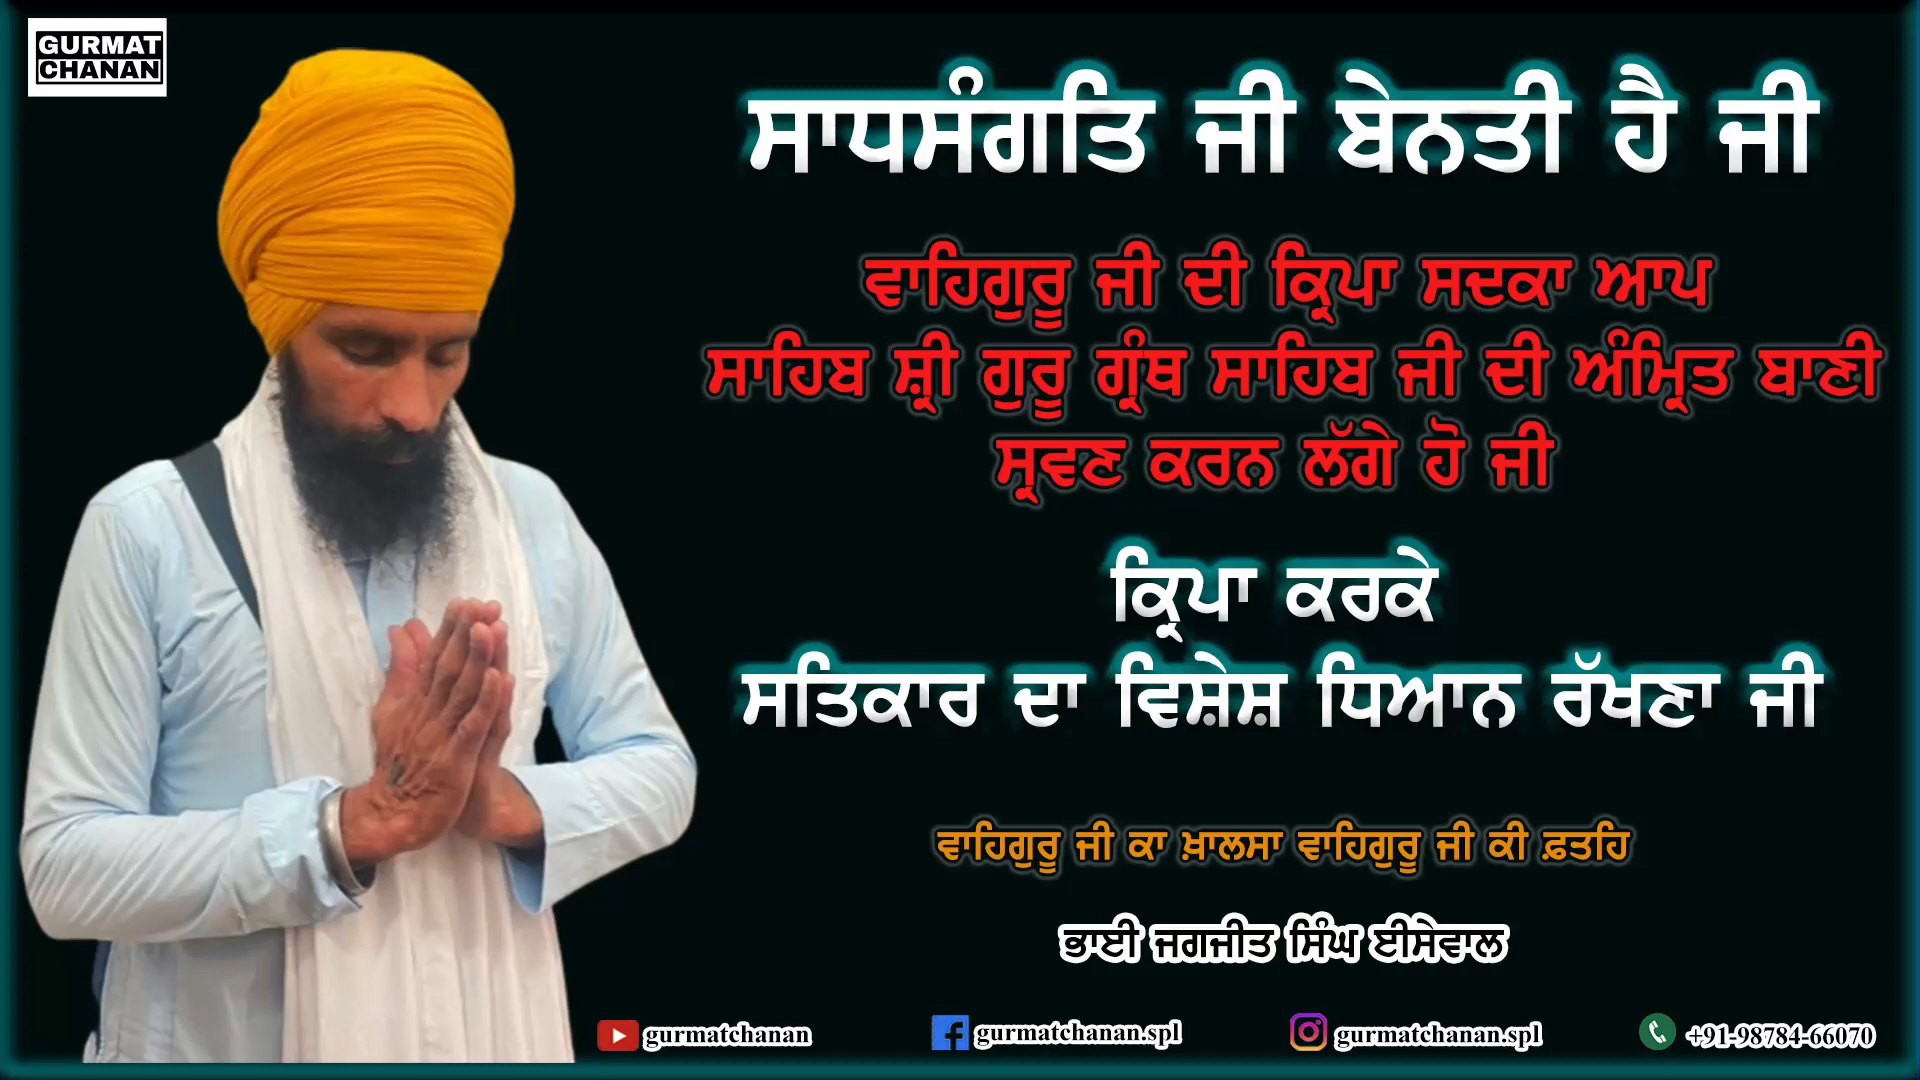 GURMAT
CHANAN
ਸਾਧਸੰਗਤਿ ਜੀ ਬੇਨਤੀ ਹੈ ਜੀ
ਵਾਹਿਗੁਰੂ ਜੀ ਦੀ ਕ੍ਰਿਪਾ ਸਦਕਾ ਆਪ
ਸਾਹਿਬ ਸ਼੍ਰੀ ਗੁਰੂ ਗ੍ਰੰਥ ਸਾਹਿਬ ਜੀ ਦੀ ਅੰਮ੍ਰਿਤ ਬਾਣੀ
ਸ੍ਰਵਣ ਕਰਨ ਲੱਗੇ ਹੋ ਜੀ
ਕ੍ਰਿਪਾ ਕਰਕੇ
ਸਤਿਕਾਰ ਦਾ ਵਿਸ਼ੇਸ਼ ਧਿਆਨ ਰੱਖਣਾ ਜੀ
ਵਾਹਿਗੁਰੂ ਜੀ ਕਾ ਖ਼ਾਲਸਾ ਵਾਹਿਗੁਰੂ ਜੀ ਕੀ ਫ਼ਤਹਿ
ਭਾਈ ਜਗਜੀਤ ਸਿੰਘ ਈਸੇਵਾਲ
gurmatchanan gurmatchanan.spl gurmatchanan.spl +91-98784-66070